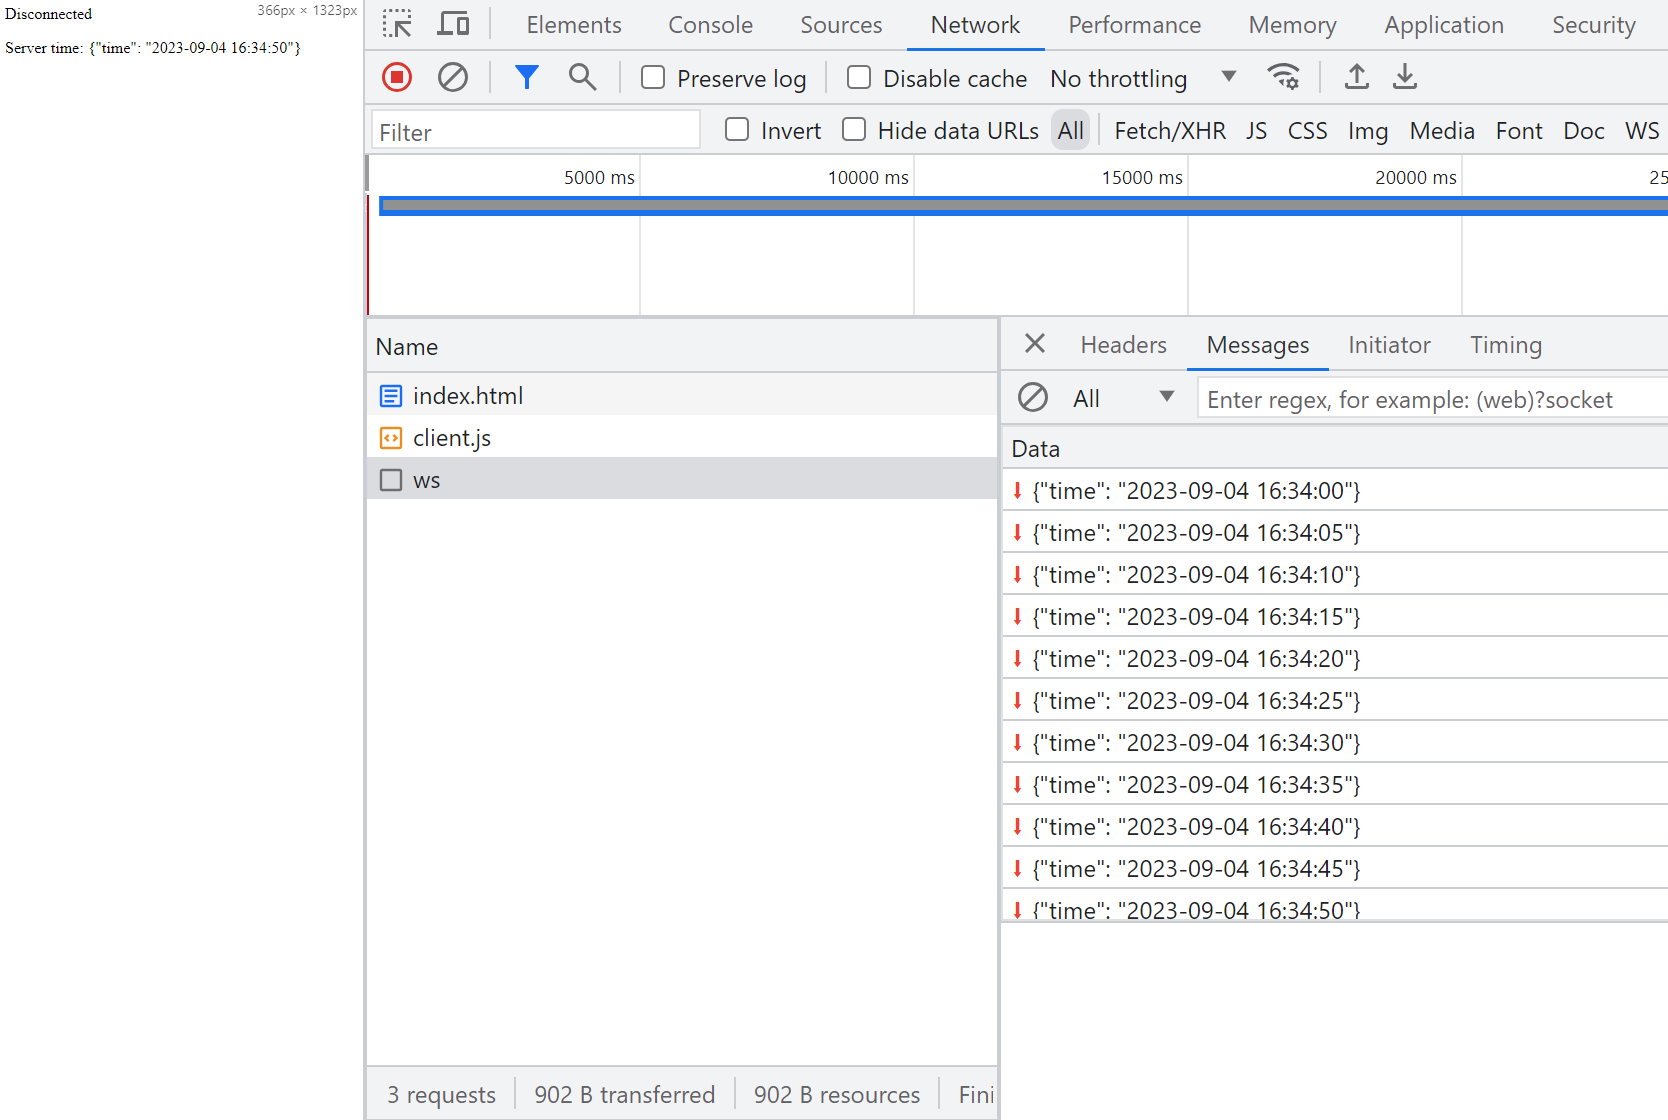 Disconnected
366px × 1323px
Server time: {"time": "2023-09-04 16:34:50"}
Elements Console Sources Network Performance Memory Application Security
Preserve log Disable cache No throttling
Filter Invert Hide data URLs All Fetch/XHR JS CSS Img Media Font Doc WS
5000 ms 10000 ms 15000 ms 20000 ms 25
Name
index.html
client.js
ws
Headers Messages Initiator Timing
All Enter regex, for example: (web)?socket
Data
{"time": "2023-09-04 16:34:00"}
{"time": "2023-09-04 16:34:05"}
{"time": "2023-09-04 16:34:10"}
{"time": "2023-09-04 16:34:15"}
{"time": "2023-09-04 16:34:20"}
{"time": "2023-09-04 16:34:25"}
{"time": "2023-09-04 16:34:30"}
{"time": "2023-09-04 16:34:35"}
{"time": "2023-09-04 16:34:40"}
{"time": "2023-09-04 16:34:45"}
{"time": "2023-09-04 16:34:50"}
3 requests 902 B transferred 902 B resources Fini